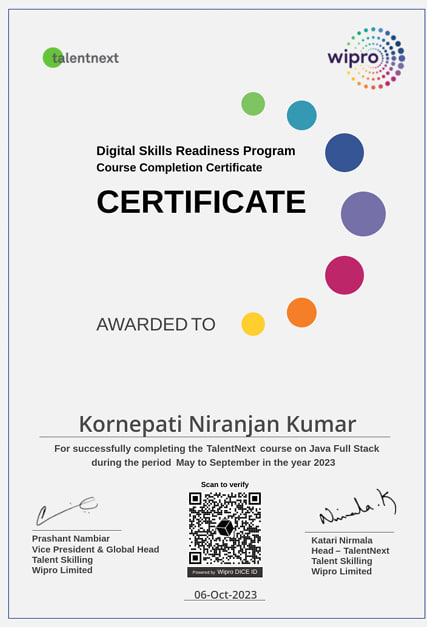 talentnext
wipro
Digital Skills Readiness Program
Course Completion Certificate
CERTIFICATE
AWARDED TO
Kornepati Niranjan Kumar
For successfully completing the TalentNext course on Java Full Stack
during the period May to September in the year 2023
Scan to verify
Nirmala.K
Prashant Nambiar
Vice President & Global Head
Talent Skilling
Wipro Limited
Powered by Wipro DICE ID
Katari Nirmala
Head – TalentNext
Talent Skilling
Wipro Limited
06-Oct-2023